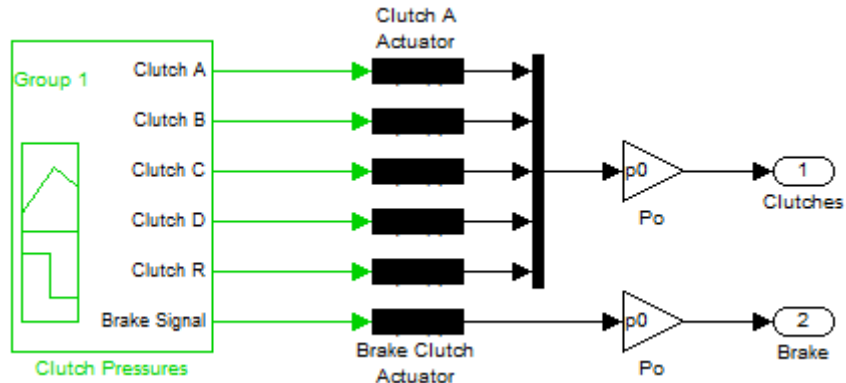 Clutch A
Actuator
Group 1
Clutch A
Clutch B
Clutch C
Clutch D
Clutch R
Brake Signal
Clutch Pressures
Brake Clutch
Actuator
p0
Po
1
Clutches
p0
Po
2
Brake